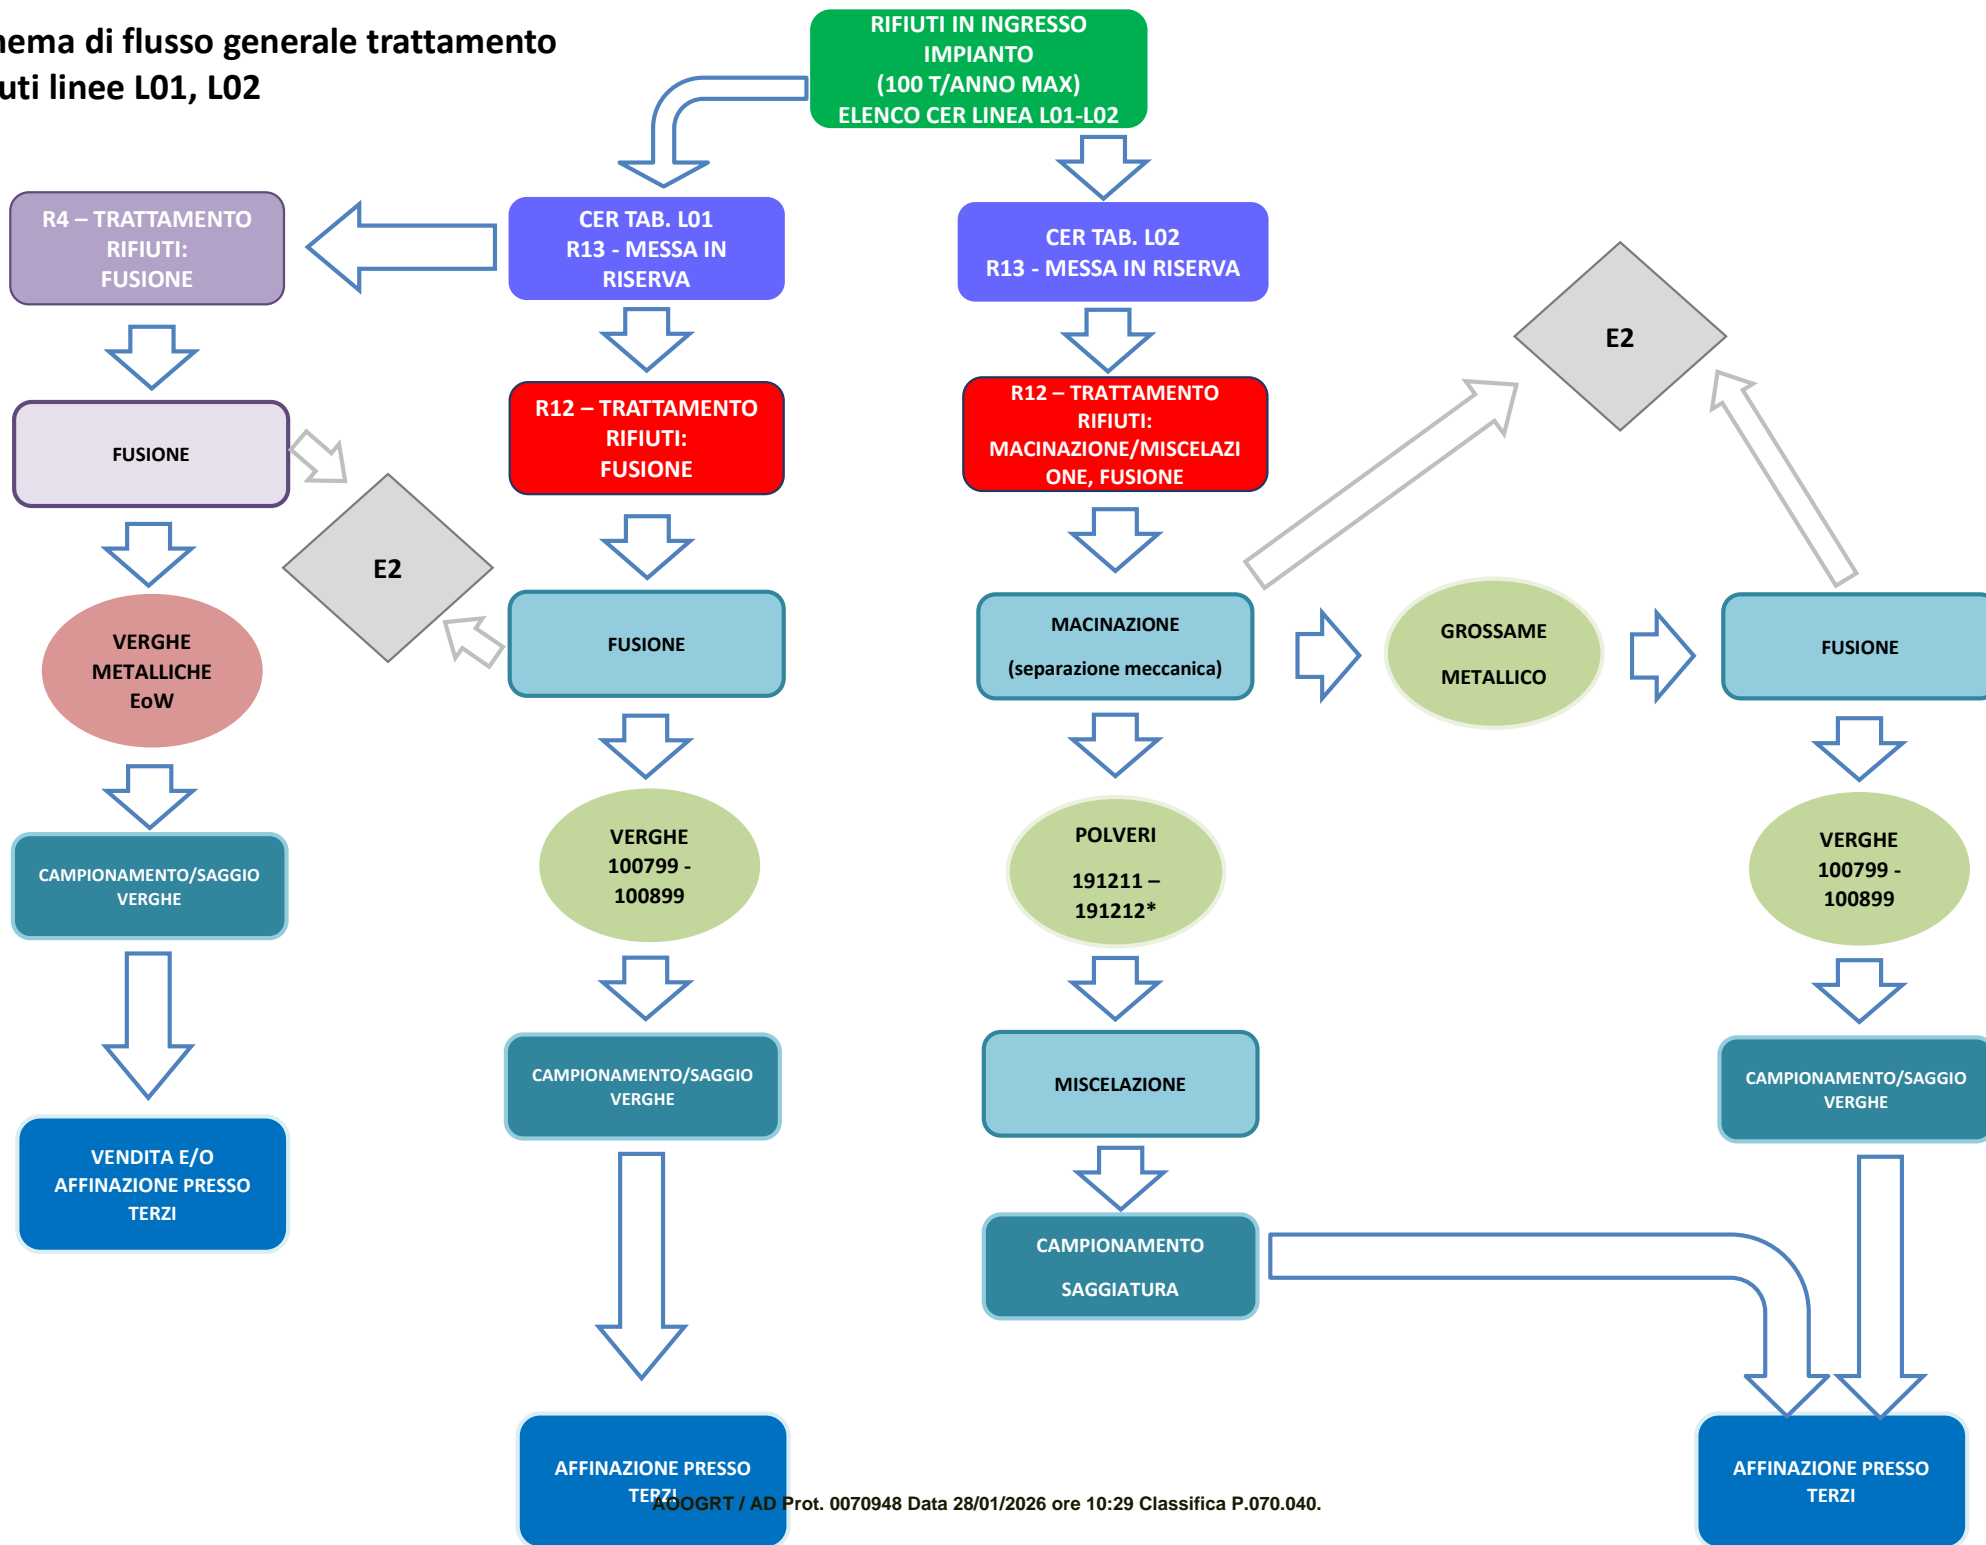 hema di flusso generale trattamento
uti linee L01, L02
RIFIUTI IN INGRESSO
IMPIANTO
(100 T/ANNO MAX)
ELENCO CER LINEA L01-L02
R4 – TRATTAMENTO
RIFIUTI:
FUSIONE
CER TAB. L01
R13 - MESSA IN
RISERVA
CER TAB. L02
R13 - MESSA IN RISERVA
E2
FUSIONE
R12 – TRATTAMENTO
RIFIUTI:
FUSIONE
R12 – TRATTAMENTO
RIFIUTI:
MACINAZIONE/MISCELAZI
ONE, FUSIONE
E2
VERGHE
METALLICHE
EoW
FUSIONE
MACINAZIONE
(separazione meccanica)
GROSSAME
METALLICO
FUSIONE
CAMPIONAMENTO/SAGGIO
VERGHE
VERGHE
100799 -
100899
POLVERI
191211 –
191212*
VERGHE
100799 -
100899
VENDITA E/O
AFFINAZIONE PRESSO
TERZI
CAMPIONAMENTO/SAGGIO
VERGHE
MISCELAZIONE
CAMPIONAMENTO/SAGGIO
VERGHE
CAMPIONAMENTO
SAGGIATURA
AFFINAZIONE PRESSO
TERZI
AFFINAZIONE PRESSO
TERZI
AOOGRT / AD Prot. 0070948 Data 28/01/2026 ore 10:29 Classifica P.070.040.